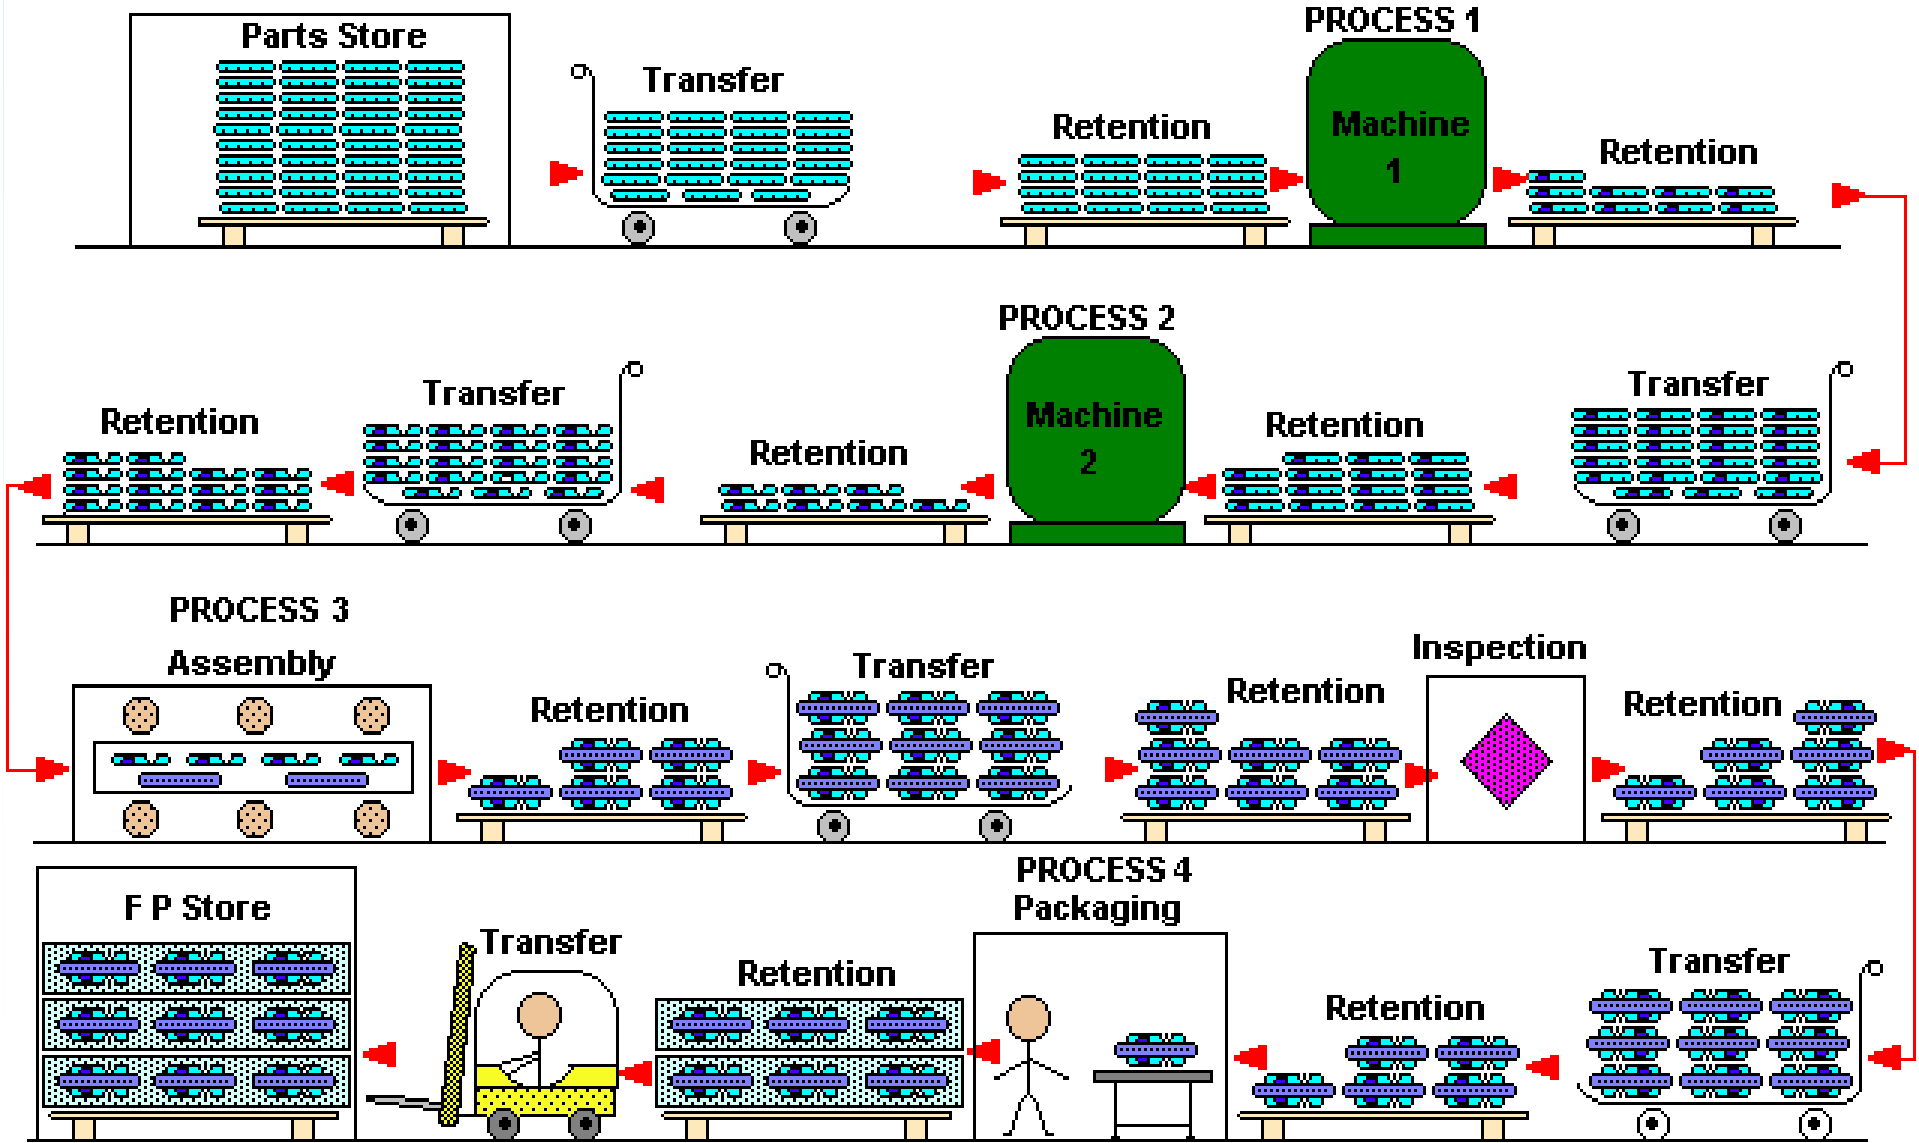 Parts Store
Transfer
Retention
PROCESS 1
Machine
1
Retention
Transfer
Retention
PROCESS 2
Machine
2
Retention
Transfer
Retention
PROCESS 3
Assembly
Retention
Transfer
Retention
Inspection
Retention
Transfer
Retention
PROCESS 4
Packaging
Retention
Transfer
F P Store